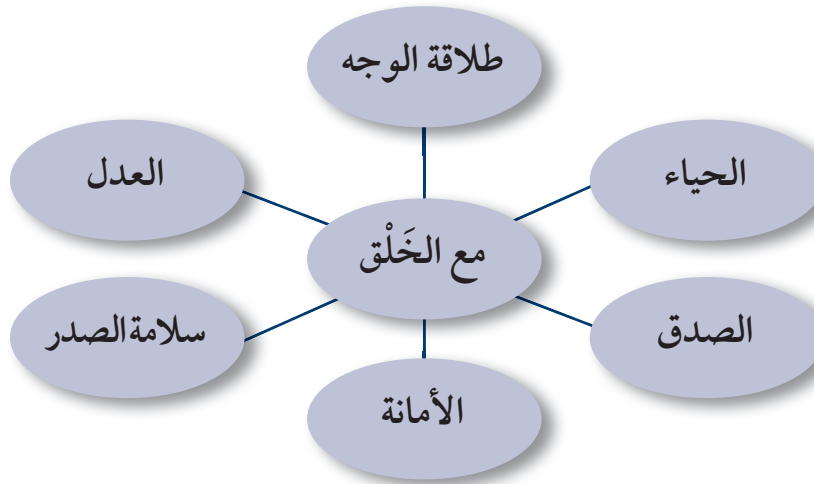 طلاقة الوجه
الحياء
العدل
مع الخَلْق
الصدق
سلامة الصدر
الأمانة